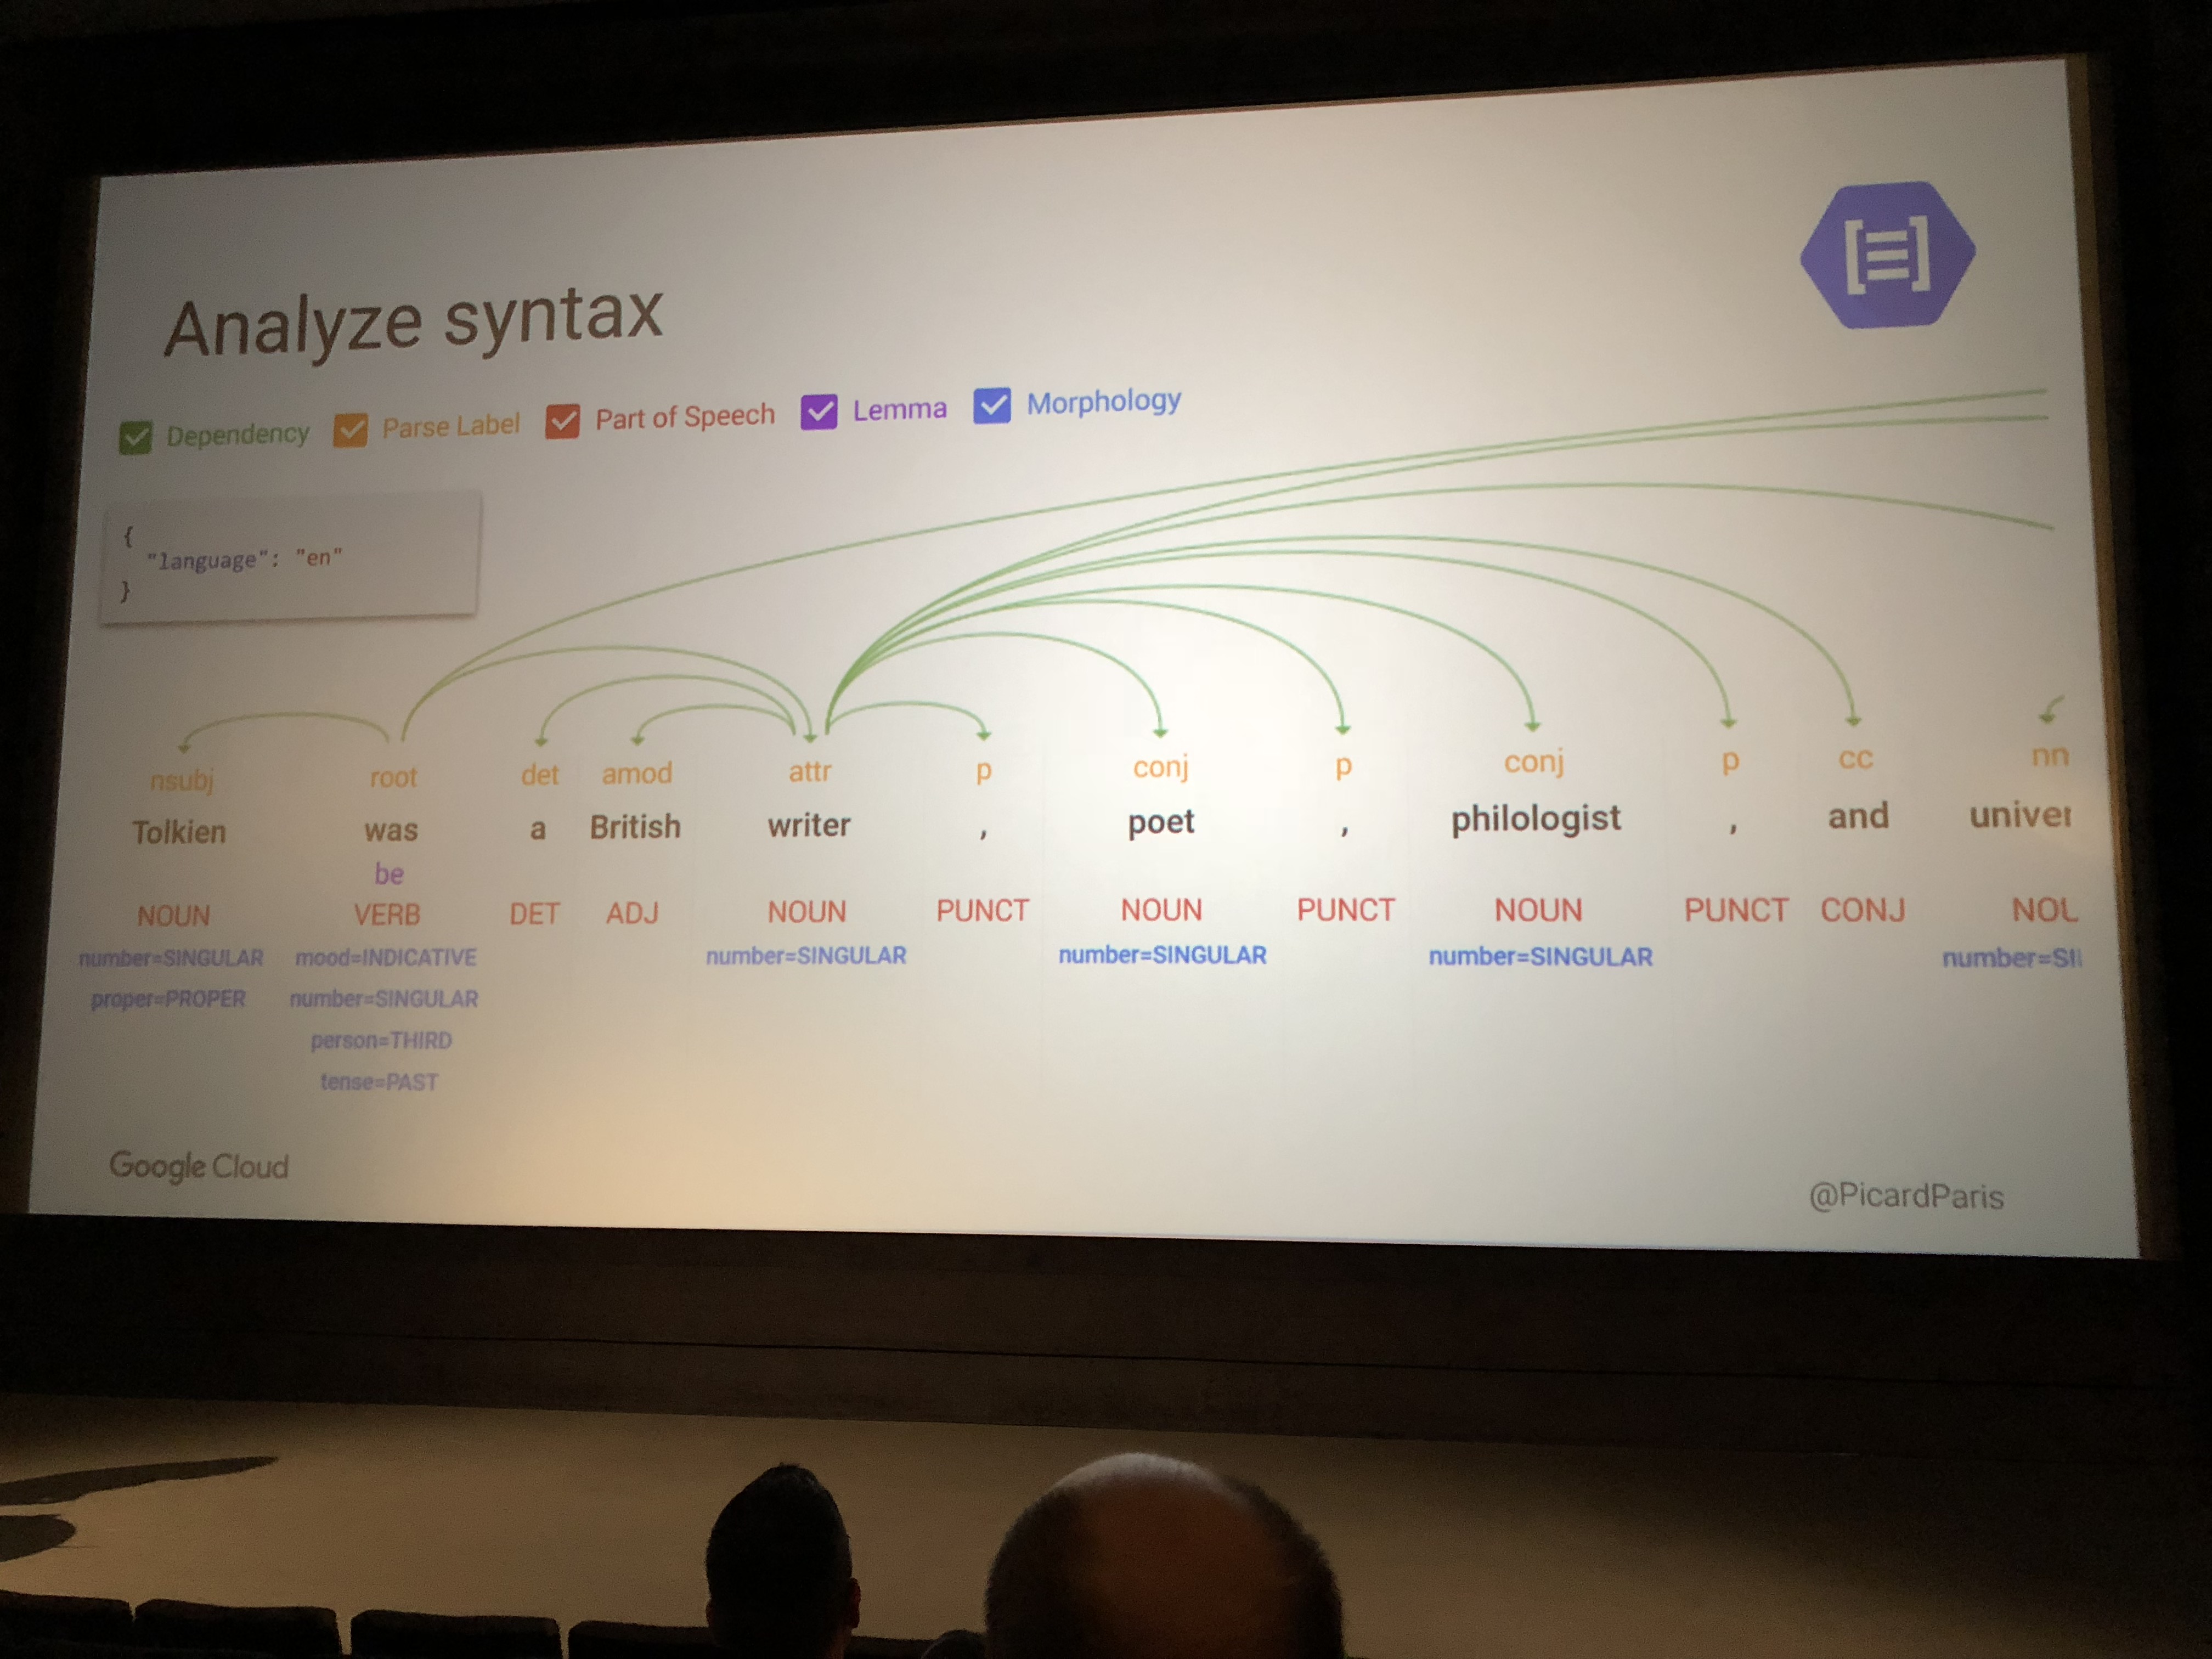 Analyze syntax
Dependency Parse Label Part of Speech Lemma Morphology
{
"language": "en"
}
nsubj root det amod attr p conj p conj p cc nn
Tolkien was a British writer , poet , philologist , and univer
be
NOUN VERB DET ADJ NOUN PUNCT NOUN PUNCT NOUN PUNCT CONJ NOU
number=SINGULAR mood=INDICATIVE number=SINGULAR number=SINGULAR number=SINGULAR number=SI
proper=PROPER number=SINGULAR
person=THIRD
tense=PAST
Google Cloud @PicardParis